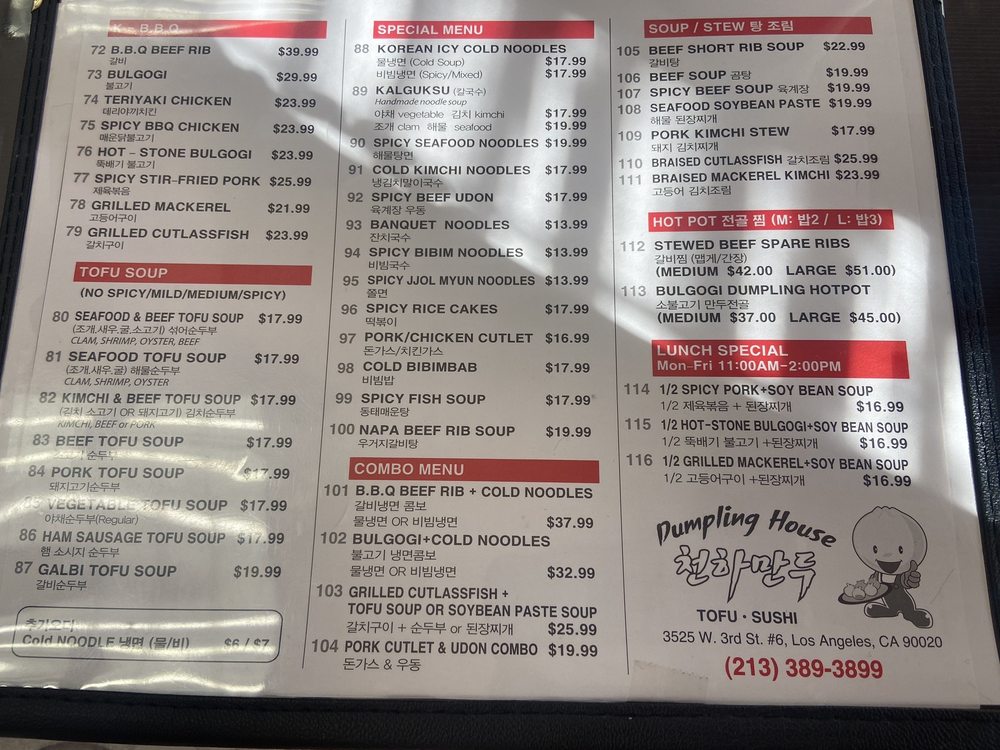 K - B.B.Q
72 B.B.Q BEEF RIB $39.99
갈비
73 BULGOGI $29.99
불고기
74 TERIYAKI CHICKEN $23.99
데리야끼치킨
75 SPICY BBQ CHICKEN $23.99
매운닭불고기
76 HOT - STONE BULGOGI $23.99
뚝배기 불고기
77 SPICY STIR-FRIED PORK $25.99
제육볶음
78 GRILLED MACKEREL $21.99
고등어구이
79 GRILLED CUTLASSFISH $23.99
갈치구이
TOFU SOUP
(NO SPICY/MILD/MEDIUM/SPICY)
80 SEAFOOD & BEEF TOFU SOUP $17.99
(조개,새우,굴,소고기) 섞어순두부
CLAM, SHRIMP, OYSTER, BEEF
81 SEAFOOD TOFU SOUP $17.99
(조개,새우,굴) 해물순두부
CLAM, SHRIMP, OYSTER
82 KIMCHI & BEEF TOFU SOUP $17.99
(김치 소고기 OR 돼지고기) 김치순두부
KIMCHI, BEEF or PORK
83 BEEF TOFU SOUP $17.99
순두부
84 PORK TOFU SOUP $17.99
돼지고기순두부
85 VEGETABLE TOFU SOUP $17.99
야채순두부(Regular)
86 HAM SAUSAGE TOFU SOUP $17.99
햄 소시지 순두부
87 GALBI TOFU SOUP $19.99
갈비순두부
추가오더
Cold NOODLE 냉면 (물/비) $6 / $7
SPECIAL MENU
88 KOREAN ICY COLD NOODLES
물냉면 (Cold Soup) $17.99
비빔냉면 (Spicy/Mixed) $17.99
89 KALGUKSU (칼국수)
Handmade noodle soup
야채 vegetable 김치 kimchi $17.99
조개 clam 해물 seafood $19.99
90 SPICY SEAFOOD NOODLES $19.99
해물탕면
91 COLD KIMCHI NOODLES $17.99
냉김치말이국수
92 SPICY BEEF UDON $17.99
육계장 우동
93 BANQUET NOODLES $13.99
잔치국수
94 SPICY BIBIM NOODLES $13.99
비빔국수
95 SPICY JJOL MYUN NOODLES $13.99
쫄면
96 SPICY RICE CAKES $17.99
떡볶이
97 PORK/CHICKEN CUTLET $16.99
돈가스/치킨가스
98 COLD BIBIMBAB $17.99
비빔밥
99 SPICY FISH SOUP $17.99
동태매운탕
100 NAPA BEEF RIB SOUP $19.99
우거지갈비탕
COMBO MENU
101 B.B.Q BEEF RIB + COLD NOODLES
갈비냉면 콤보
물냉면 OR 비빔냉면 $37.99
102 BULGOGI+COLD NOODLES
불고기 냉면콤보
물냉면 OR 비빔냉면 $32.99
103 GRILLED CUTLASSFISH +
TOFU SOUP OR SOYBEAN PASTE SOUP
갈치구이 + 순두부 or 된장찌개 $25.99
104 PORK CUTLET & UDON COMBO $19.99
돈가스 & 우동
SOUP / STEW 탕 조림
105 BEEF SHORT RIB SOUP $22.99
갈비탕
106 BEEF SOUP 곰탕 $19.99
107 SPICY BEEF SOUP 육계장 $19.99
108 SEAFOOD SOYBEAN PASTE $19.99
해물 된장찌개
109 PORK KIMCHI STEW $17.99
돼지 김치찌개
110 BRAISED CUTLASSFISH 갈치조림 $25.99
111 BRAISED MACKEREL KIMCHI $23.99
고등어 김치조림
HOT POT 전골 찜 (M: 밥2 / L: 밥3)
112 STEWED BEEF SPARE RIBS
갈비찜 (맵게/간장)
(MEDIUM $42.00 LARGE $51.00)
113 BULGOGI DUMPLING HOTPOT
소불고기 만두전골
(MEDIUM $37.00 LARGE $45.00)
LUNCH SPECIAL
Mon-Fri 11:00AM-2:00PM
114 1/2 SPICY PORK+SOY BEAN SOUP
1/2 제육볶음 + 된장찌개 $16.99
115 1/2 HOT-STONE BULGOGI+SOY BEAN SOUP
1/2 뚝배기 불고기 +된장찌개 $16.99
116 1/2 GRILLED MACKEREL+SOY BEAN SOUP
1/2 고등어구이 +된장찌개 $16.99
Dumpling House
천하만두
TOFU · SUSHI
3525 W. 3rd St. #6, Los Angeles, CA 90020
(213) 389-3899